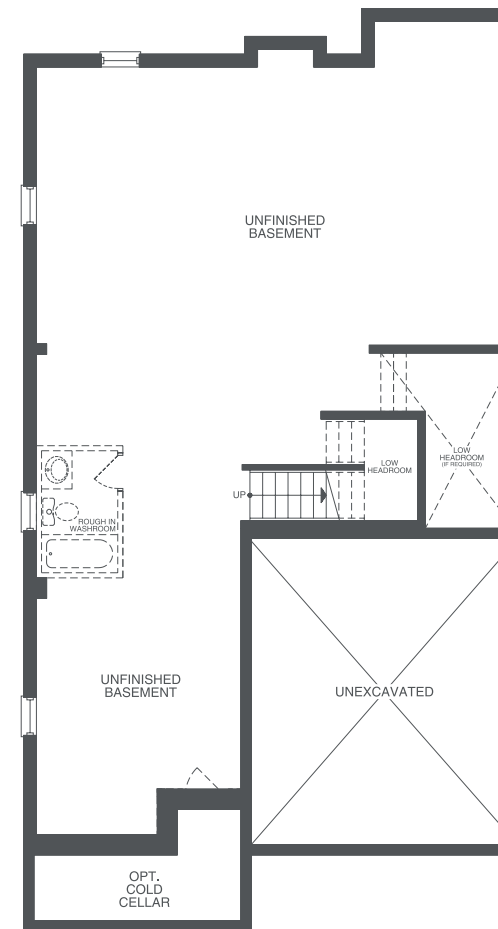 UNFINISHED
BASEMENT
LOW
HEADROOM
(IF REQUIRED)
LOW
HEADROOM
UP
ROUGH IN
WASHROOM
UNFINISHED
BASEMENT
UNEXCAVATED
OPT.
COLD
CELLAR